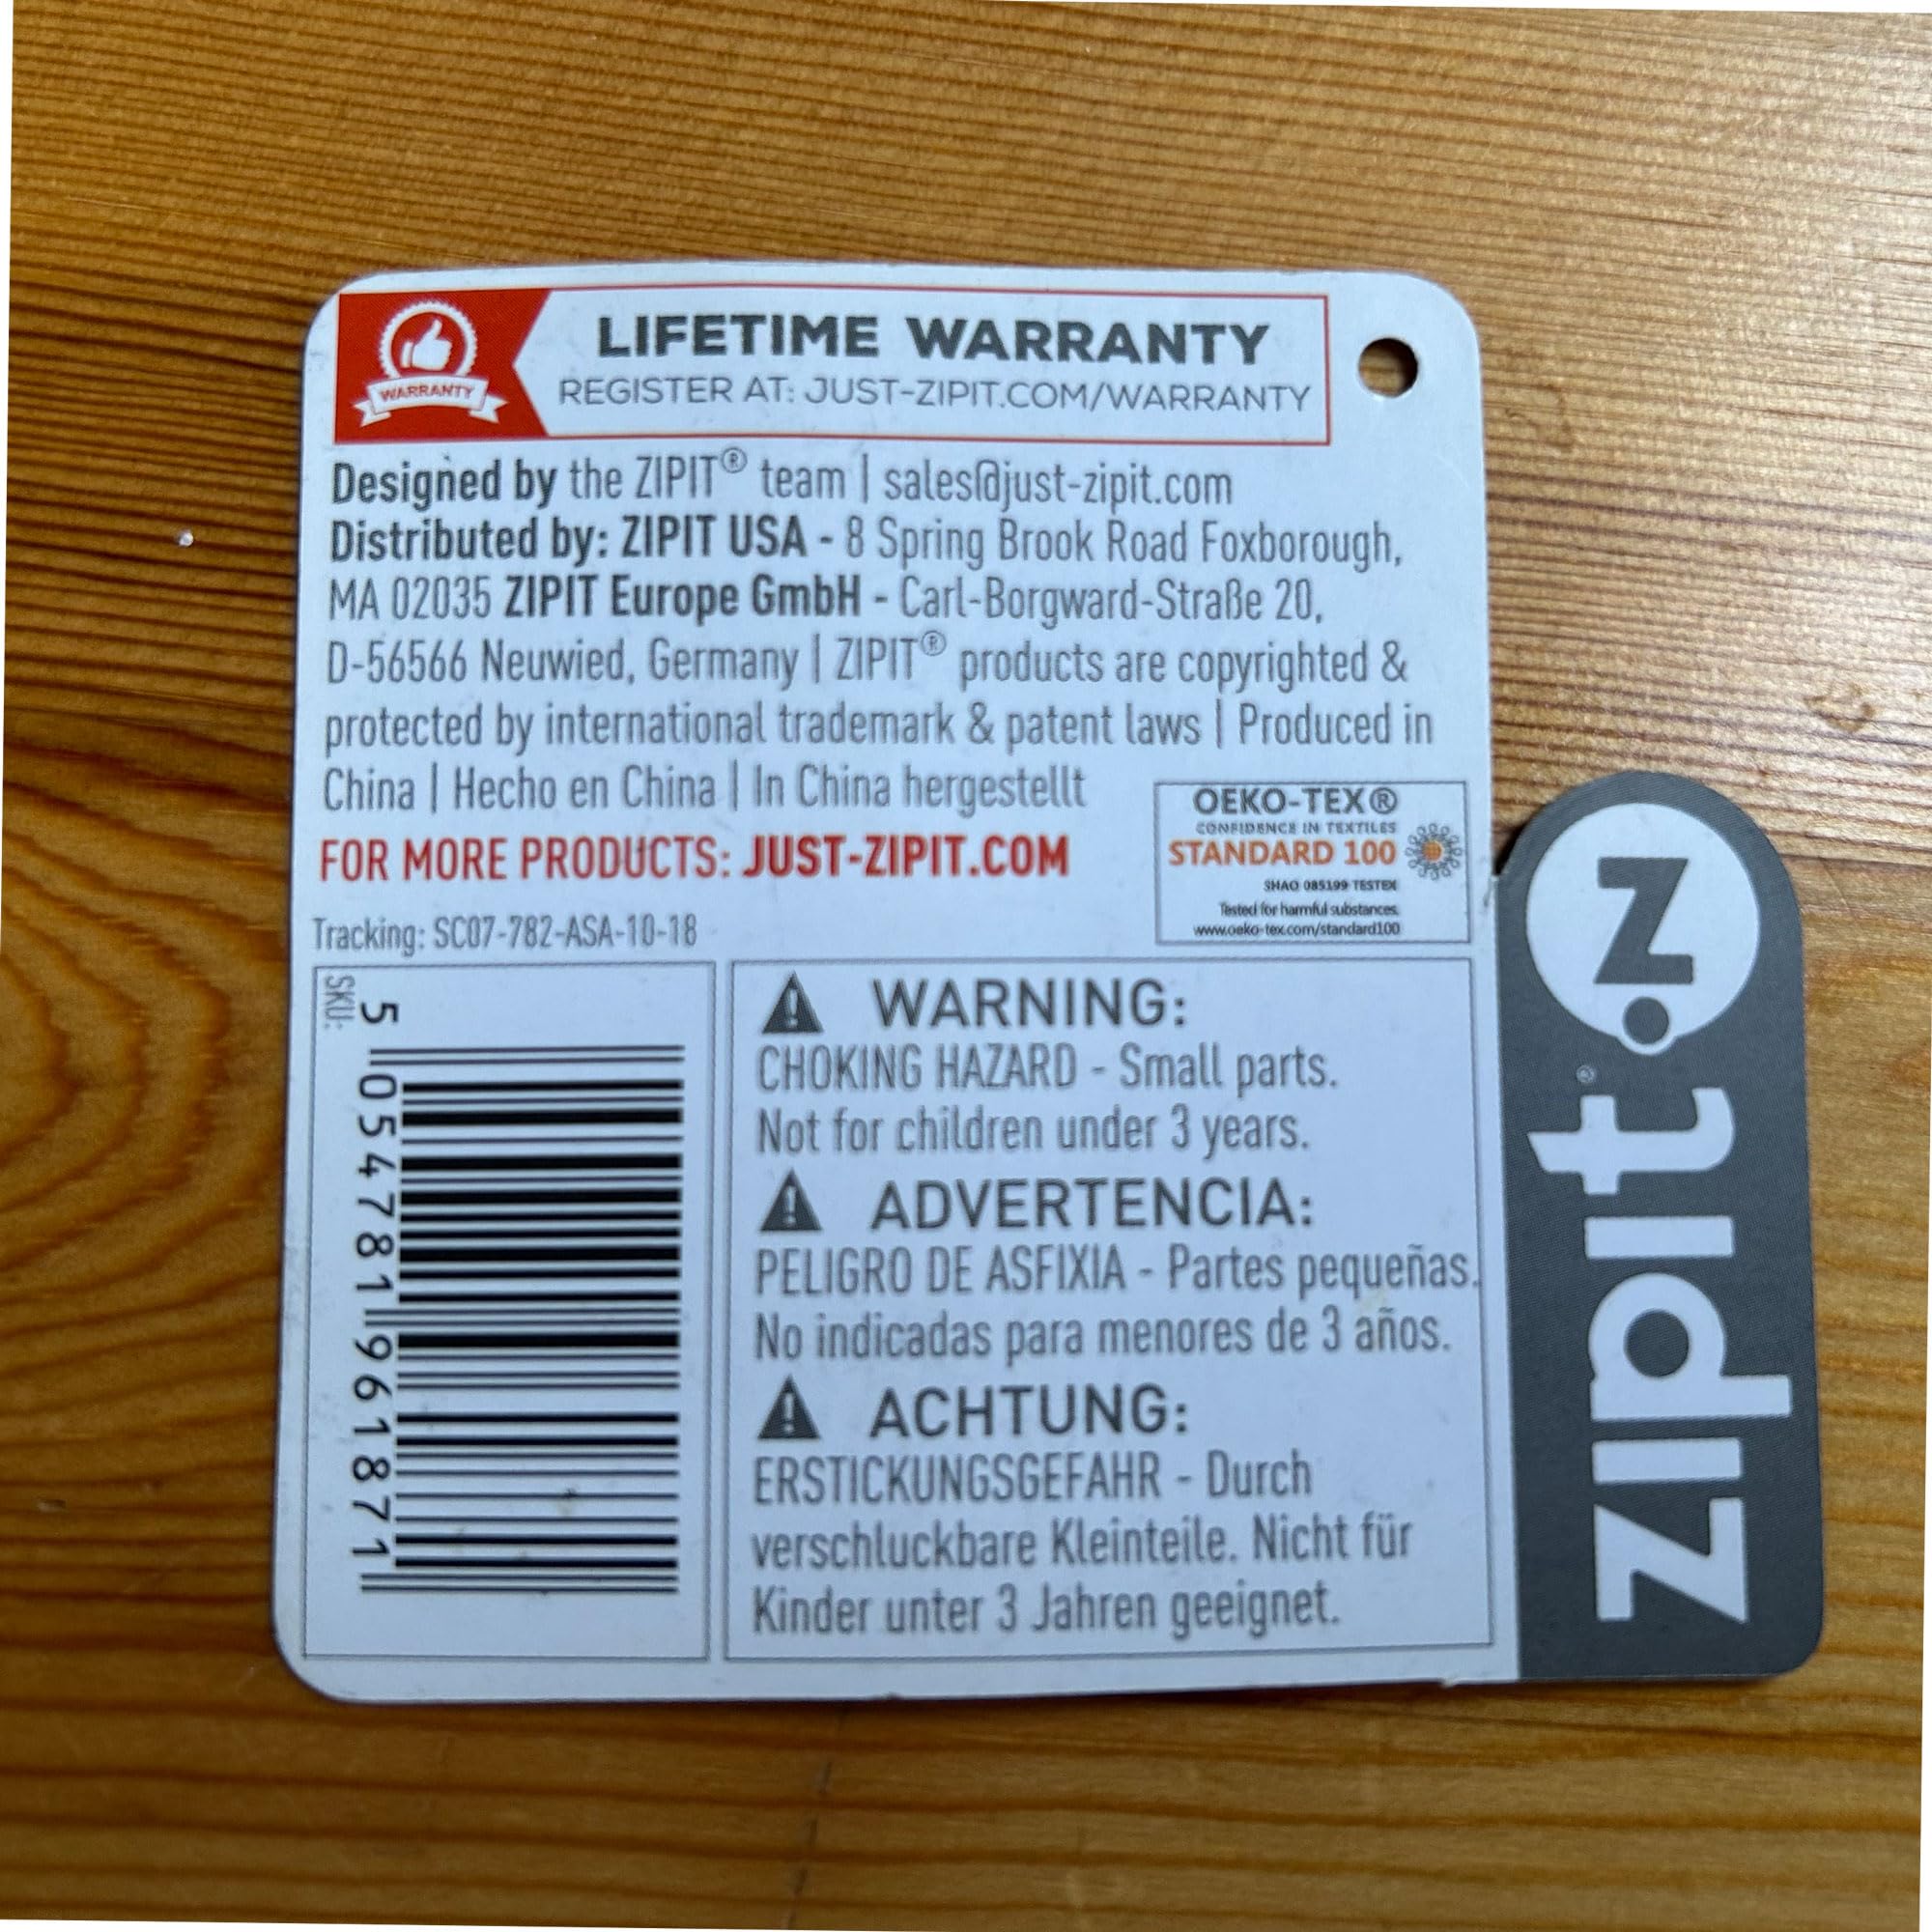 WARRANTY
LIFETIME WARRANTY
REGISTER AT: JUST-ZIPIT.COM/WARRANTY
Designed by the ZIPIT® team | sales@just-zipit.com
Distributed by: ZIPIT USA - 8 Spring Brook Road Foxborough,
MA 02035 ZIPIT Europe GmbH - Carl-Borgward-Straße 20,
D-56566 Neuwied, Germany | ZIPIT® products are copyrighted &
protected by international trademark & patent laws | Produced in
China | Hecho en China | In China hergestellt
FOR MORE PRODUCTS: JUST-ZIPIT.COM
OEKO-TEX®
CONFIDENCE IN TEXTILES
STANDARD 100
SHAO 085199 TESTEX
Tested for harmful substances.
www.oeko-tex.com/standard100
Tracking: SC07-782-ASA-10-18
SKU:
5 054781 961871
WARNING:
CHOKING HAZARD - Small parts.
Not for children under 3 years.
ADVERTENCIA:
PELIGRO DE ASFIXIA - Partes pequeñas.
No indicadas para menores de 3 años.
ACHTUNG:
ERSTICKUNGSGEFAHR - Durch
verschluckbare Kleinteile. Nicht für
Kinder unter 3 Jahren geeignet.
zipit® z